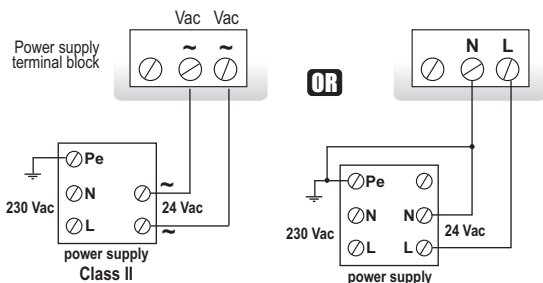 Vac Vac
Power supply
terminal block
~ ~
Pe
N
L
230 Vac
~
24 Vac
~
power supply
Class II
OR
N L
Pe
N N
L L
230 Vac
24 Vac
power supply